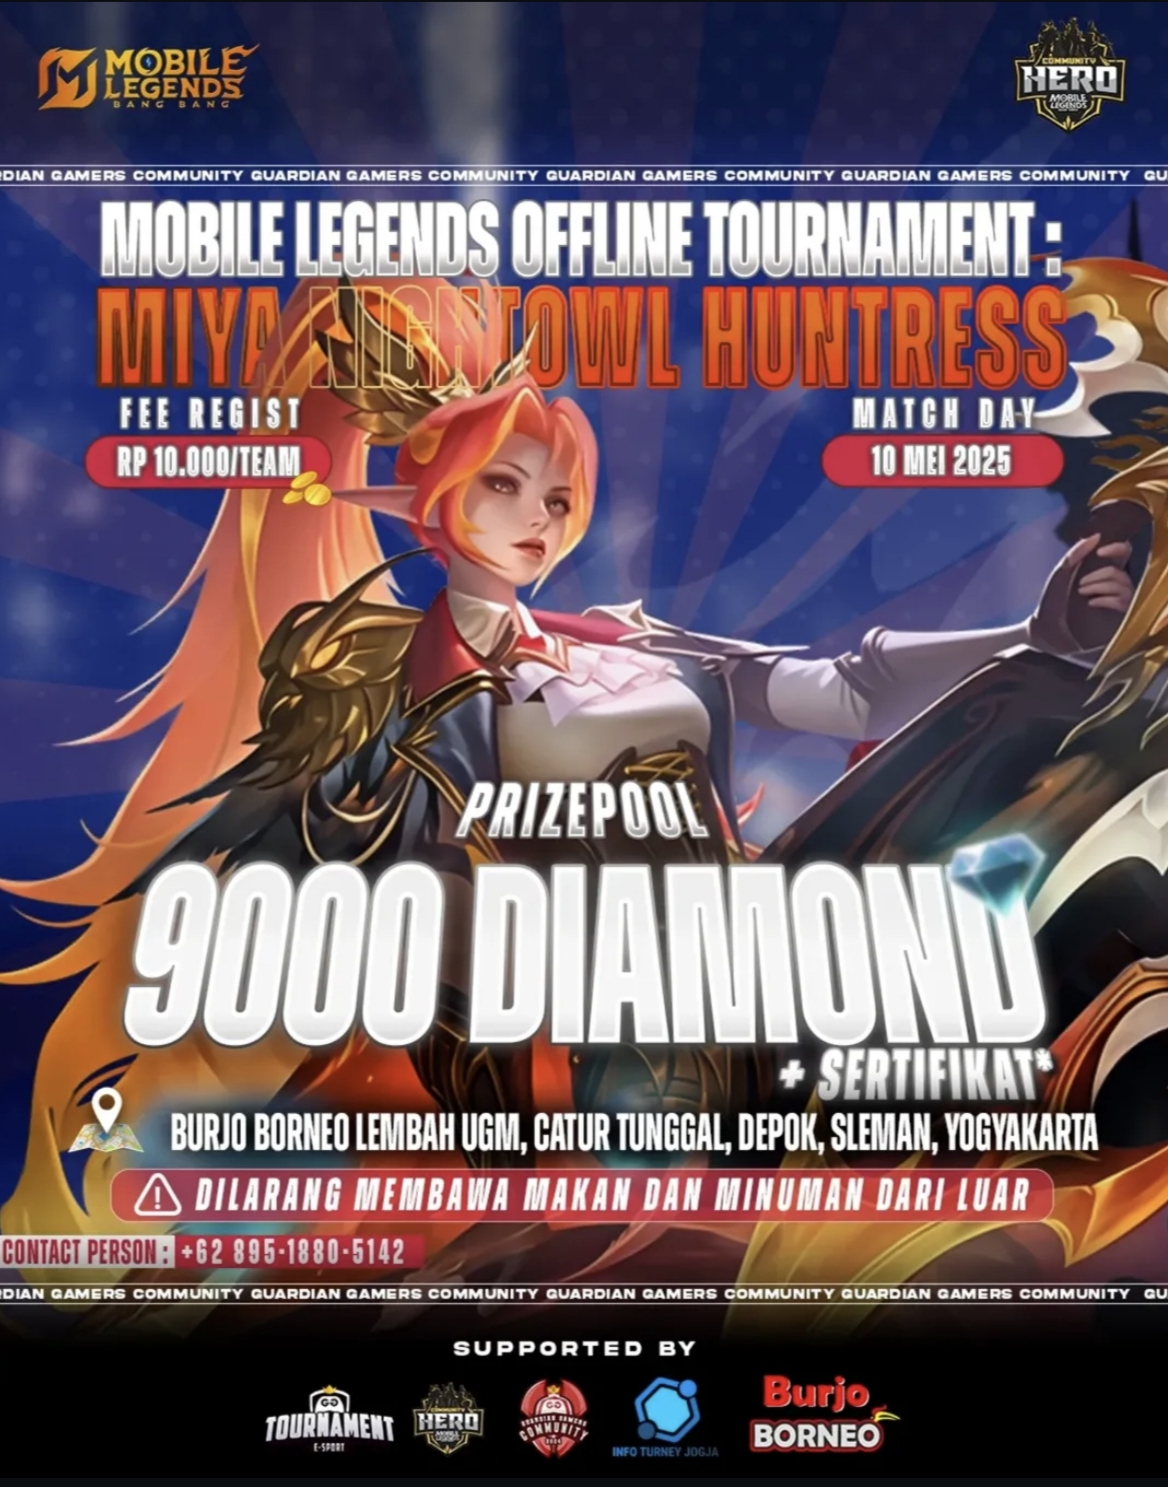 MOBILE LEGENDS
BANG BANG
COMMUNITY
HERO
MOBILE LEGENDS
GAMERS COMMUNITY GUARDIAN GAMERS COMMUNITY GUARDIAN GAMERS COMMUNITY GUARDIAN GAMERS COMMUNITY
MOBILE LEGENDS OFFLINE TOURNAMENT :
MIYA NIGHTOWL HUNTRESS
FEE REGIST
RP 10.000/TEAM
MATCH DAY
10 MEI 2025
PRIZEPOOL
9000 DIAMOND
+ SERTIFIKAT*
BURJO BORNEO LEMBAH UGM, CATUR TUNGGAL, DEPOK, SLEMAN, YOGYAKARTA
DILARANG MEMBAWA MAKAN DAN MINUMAN DARI LUAR
CONTACT PERSON : +62 895-1880-5142
GAMERS COMMUNITY GUARDIAN GAMERS COMMUNITY GUARDIAN GAMERS COMMUNITY GUARDIAN GAMERS COMMUNITY
SUPPORTED BY
TOURNAMENT
E-SPORT
COMMUNITY
HERO
GUARDIAN GAMERS
COMMUNITY
INFO TURNEY JOGJA
Burjo
BORNEO